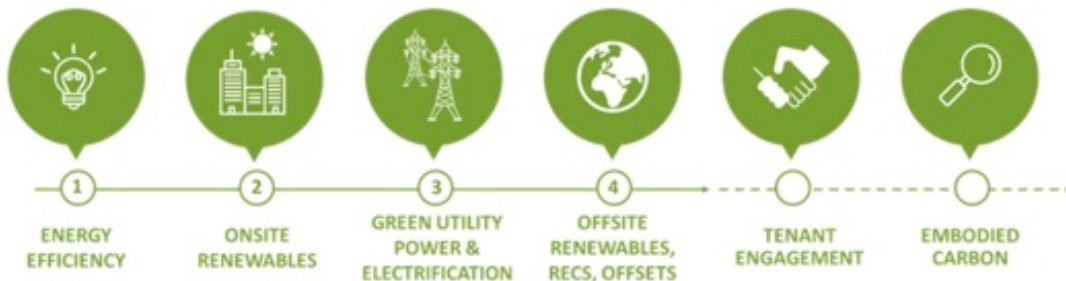 1
2
3
4
ENERGY
EFFICIENCY
ONSITE
RENEWABLES
GREEN UTILITY
POWER &
ELECTRIFICATION
OFFSITE
RENEWABLES,
RECS, OFFSETS
TENANT
ENGAGEMENT
EMBODIED
CARBON